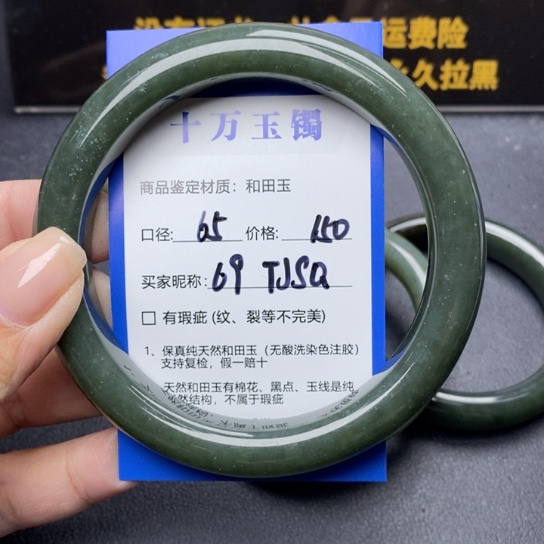 运费险
久拉黑
十万玉镯
商品鉴定材质：和田玉
口径: 65 价格: 150
买家昵称: 69 TJSQ
□ 有瑕疵 (纹、裂等不完美)
1、保真纯天然和田玉（无酸洗染色注胶）
支持复检，假一赔十
天然和田玉有棉花、黑点、玉线是纯
天然结构，不属于瑕疵